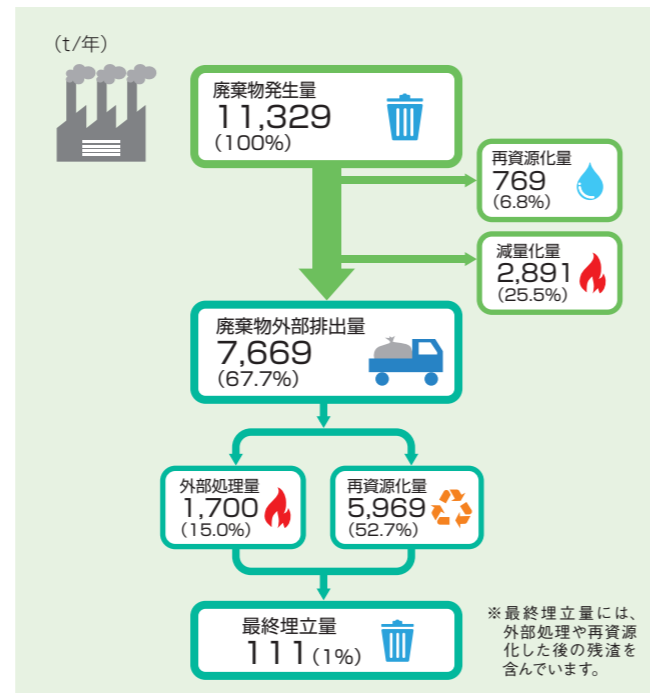 (t/年)
廃棄物発生量
11,329
(100%)
再資源化量
769
(6.8%)
減量化量
2,891
(25.5%)
廃棄物外部排出量
7,669
(67.7%)
外部処理量
1,700
(15.0%)
再資源化量
5,969
(52.7%)
最終埋立量
111(1%)
※最終埋立量には、
外部処理や再資源
化した後の残渣を
含んでいます。